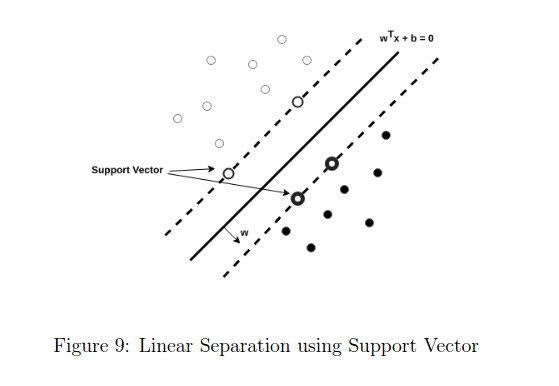 wᵀx + b = 0
Support Vector
w
Figure 9: Linear Separation using Support Vector